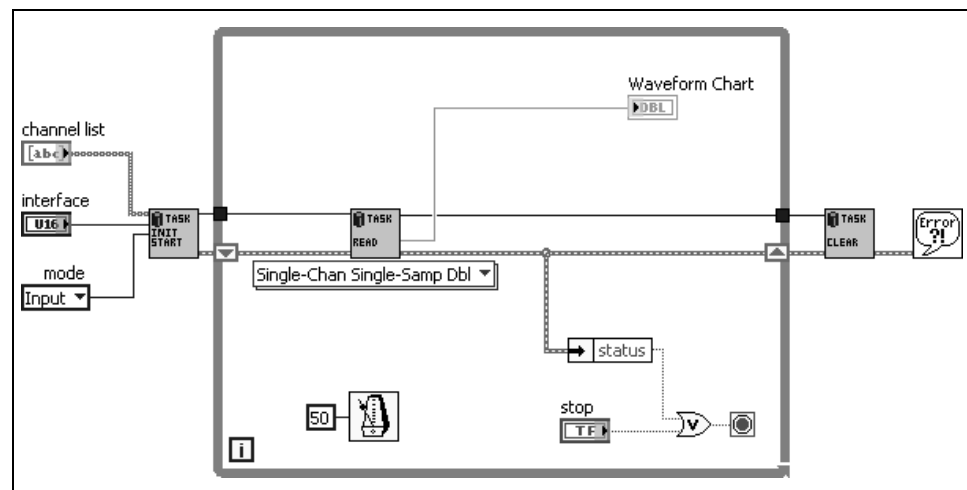 Waveform Chart
DBL
channel list
[abc]
interface
U16
TASK
INIT
START
mode
Input
TASK
READ
Single-Chan Single-Samp Dbl
TASK
CLEAR
Error
?!
status
50
stop
TF
V
i